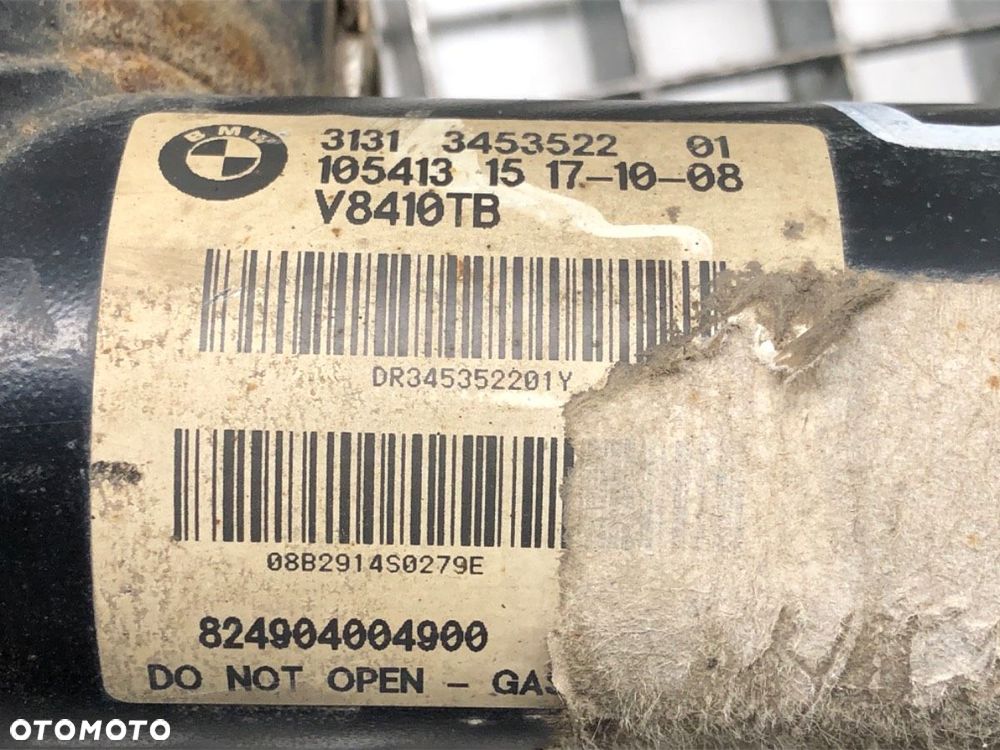 BMW
3131 3453522 01
105413 15 17-10-08
V8410TB
DR345352201Y
08B2914S0279E
824904004900
DO NOT OPEN - GAS
OTOMOTO